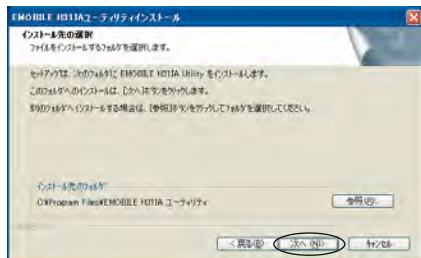 EMOBILE H011Aユーティリティインストール
インストール先の選択
ファイルをインストールするフォルダを選択します。
セットアップは、次のフォルダに EMOBILE H011A Utility をインストールします。
このフォルダへのインストールは、[次へ]ボタンをクリックします。
別のフォルダへインストールする場合は、[参照]ボタンをクリックしてフォルダを選択してください。
インストール先のフォルダ
C:¥Program Files¥EMOBILE H011A ユーティリティ
参照(R)...
< 戻る(B)
次へ (N) >
キャンセル